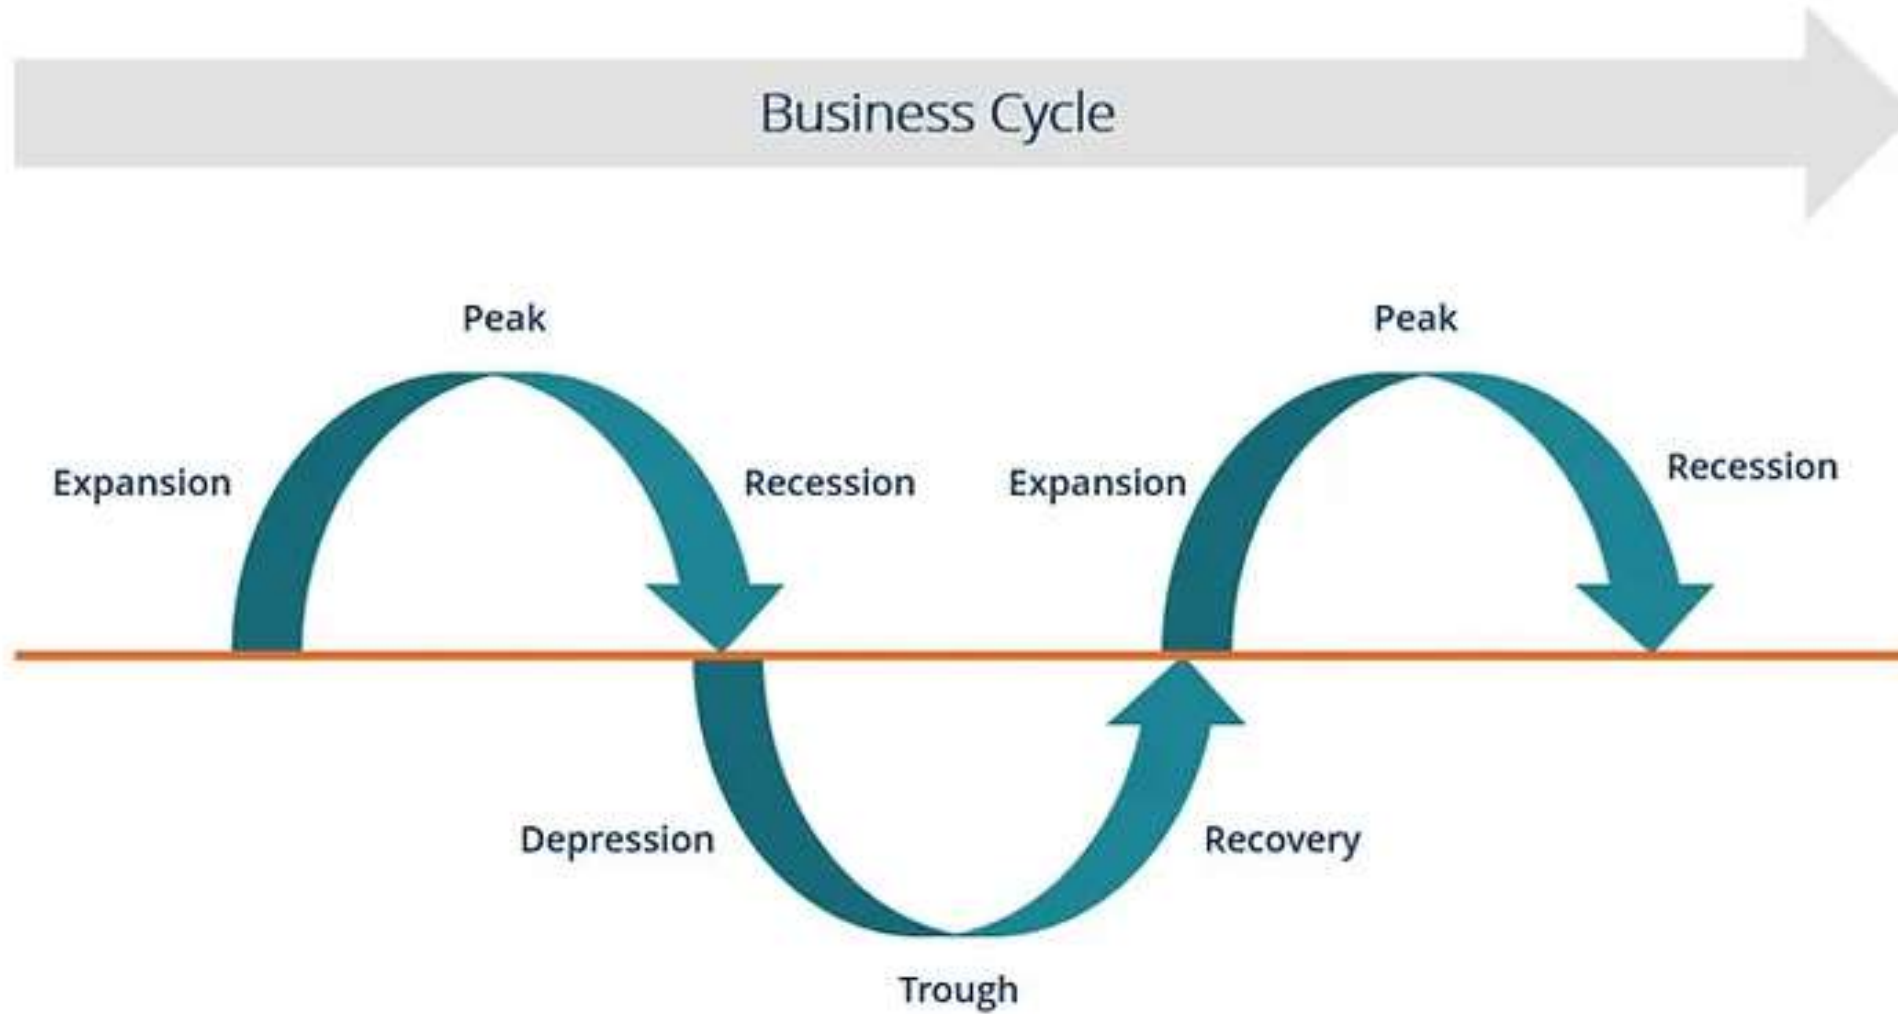 Business Cycle
Peak
Peak
Expansion
Recession
Expansion
Recession
Depression
Recovery
Trough